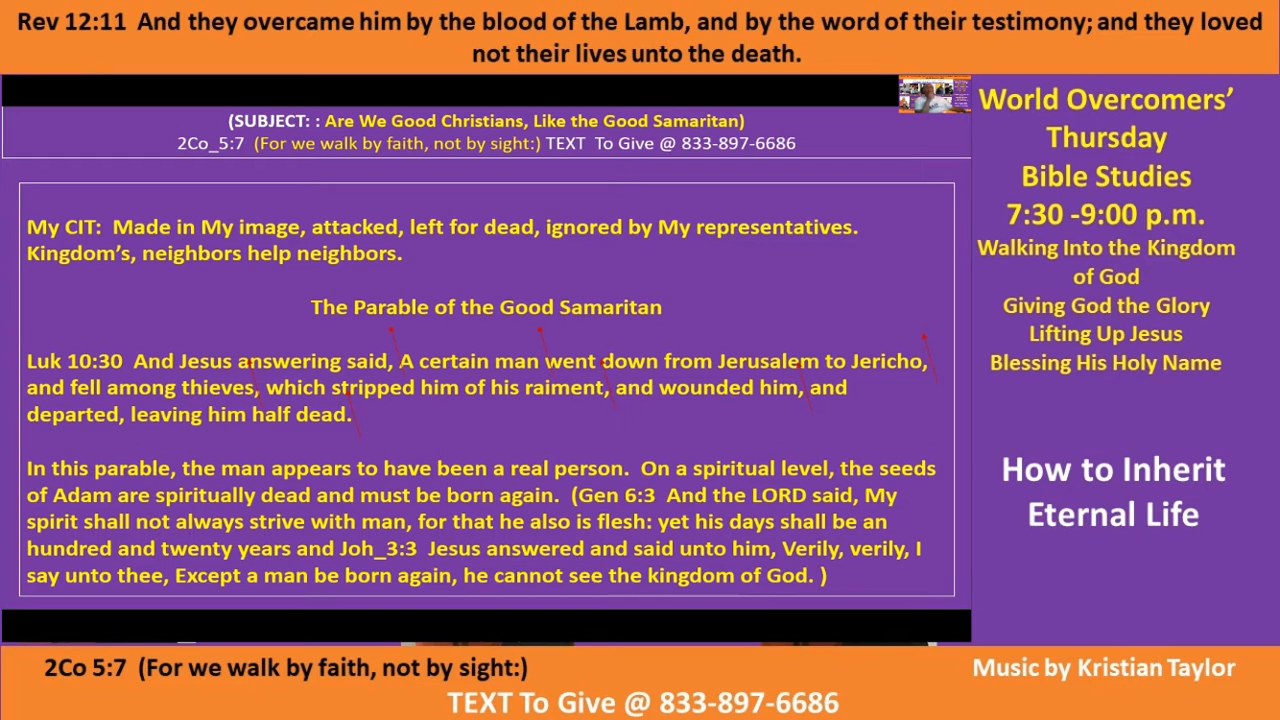 Rev 12:11  And they overcame him by the blood of the Lamb, and by the word of their testimony; and they loved
not their lives unto the death.
(SUBJECT: : Are We Good Christians, Like the Good Samaritan)
2Co_5:7  (For we walk by faith, not by sight:) TEXT  To Give @ 833-897-6686
My CIT:  Made in My image, attacked, left for dead, ignored by My representatives.
Kingdom’s, neighbors help neighbors.
The Parable of the Good Samaritan
Luk 10:30  And Jesus answering said, A certain man went down from Jerusalem to Jericho,
and fell among thieves, which stripped him of his raiment, and wounded him, and
departed, leaving him half dead.
In this parable, the man appears to have been a real person.  On a spiritual level, the seeds
of Adam are spiritually dead and must be born again.  (Gen 6:3  And the LORD said, My
spirit shall not always strive with man, for that he also is flesh: yet his days shall be an
hundred and twenty years and Joh_3:3  Jesus answered and said unto him, Verily, verily, I
say unto thee, Except a man be born again, he cannot see the kingdom of God. )
World Overcomers’
Thursday
Bible Studies
7:30 -9:00 p.m.
Walking Into the Kingdom
of God
Giving God the Glory
Lifting Up Jesus
Blessing His Holy Name
How to Inherit
Eternal Life
2Co 5:7  (For we walk by faith, not by sight:)
Music by Kristian Taylor
TEXT To Give @ 833-897-6686